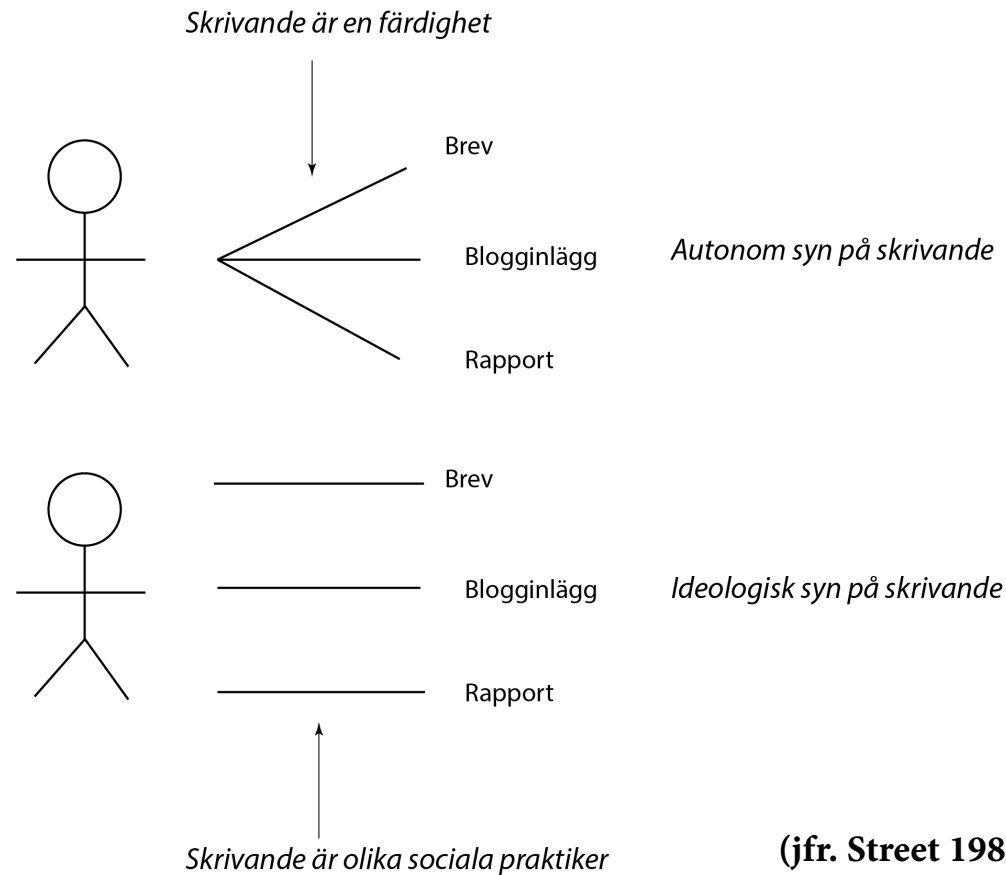 Skrivande är en färdighet
Brev
Blogginlägg
Autonom syn på skrivande
Rapport
Brev
Blogginlägg
Ideologisk syn på skrivande
Rapport
Skrivande är olika sociala praktiker
(jfr. Street 198